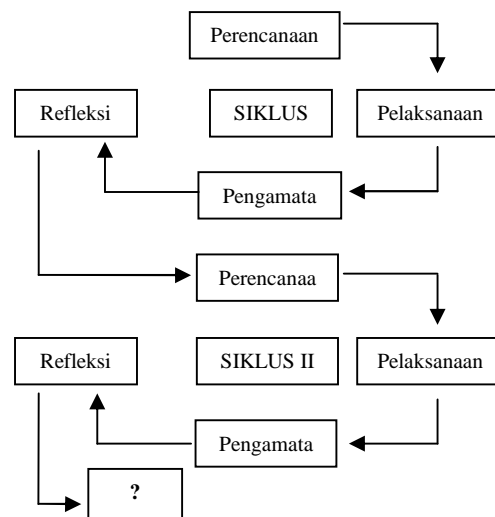 Perencanaan
Refleksi
SIKLUS
Pelaksanaan
Pengamata
Perencanaa
Refleksi
SIKLUS II
Pelaksanaan
Pengamata
?